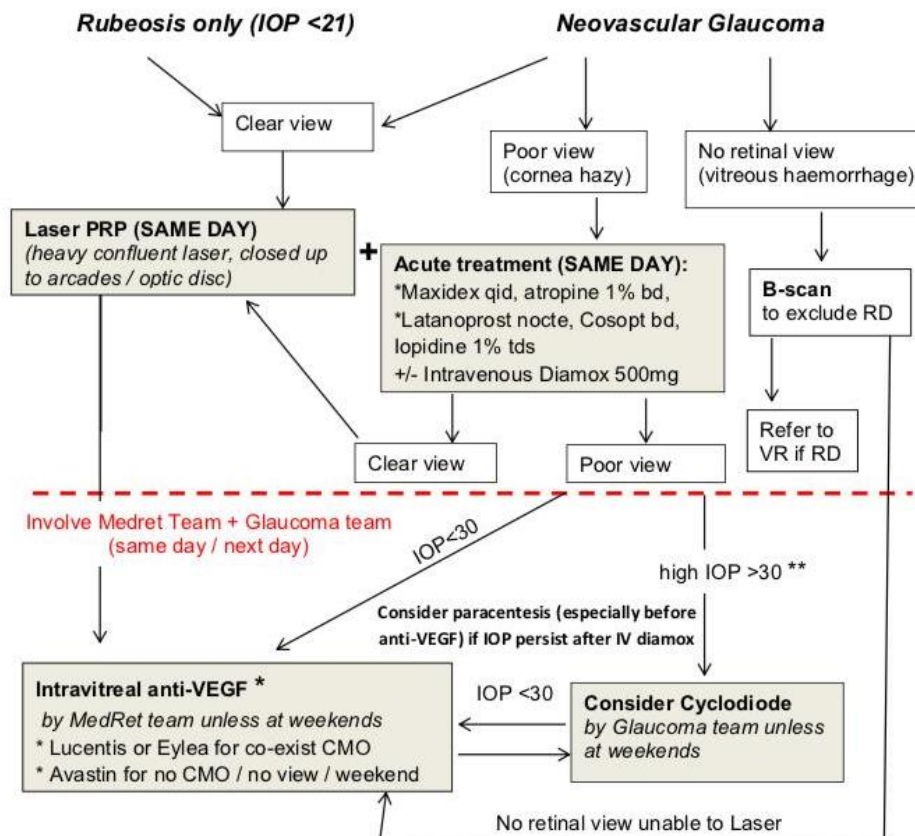 Rubeosis only (IOP <21)
Neovascular Glaucoma
Clear view
Poor view
(cornea hazy)
No retinal view
(vitreous haemorrhage)
Laser PRP (SAME DAY)
(heavy confluent laser, closed up
to arcades / optic disc)
+
Acute treatment (SAME DAY):
*Maxidex qid, atropine 1% bd,
*Latanoprost nocte, Cosopt bd,
Iopidine 1% tds
+/- Intravenous Diamox 500mg
B-scan
to exclude RD
Clear view
Poor view
Refer to
VR if RD
Involve Medret Team + Glaucoma team
(same day / next day)
IOP<30
high IOP >30 **
Consider paracentesis (especially before
anti-VEGF) if IOP persist after IV diamox
Intravitreal anti-VEGF *
by MedRet team unless at weekends
* Lucentis or Eylea for co-exist CMO
* Avastin for no CMO / no view / weekend
IOP <30
Consider Cyclodiode
by Glaucoma team unless
at weekends
No retinal view unable to Laser